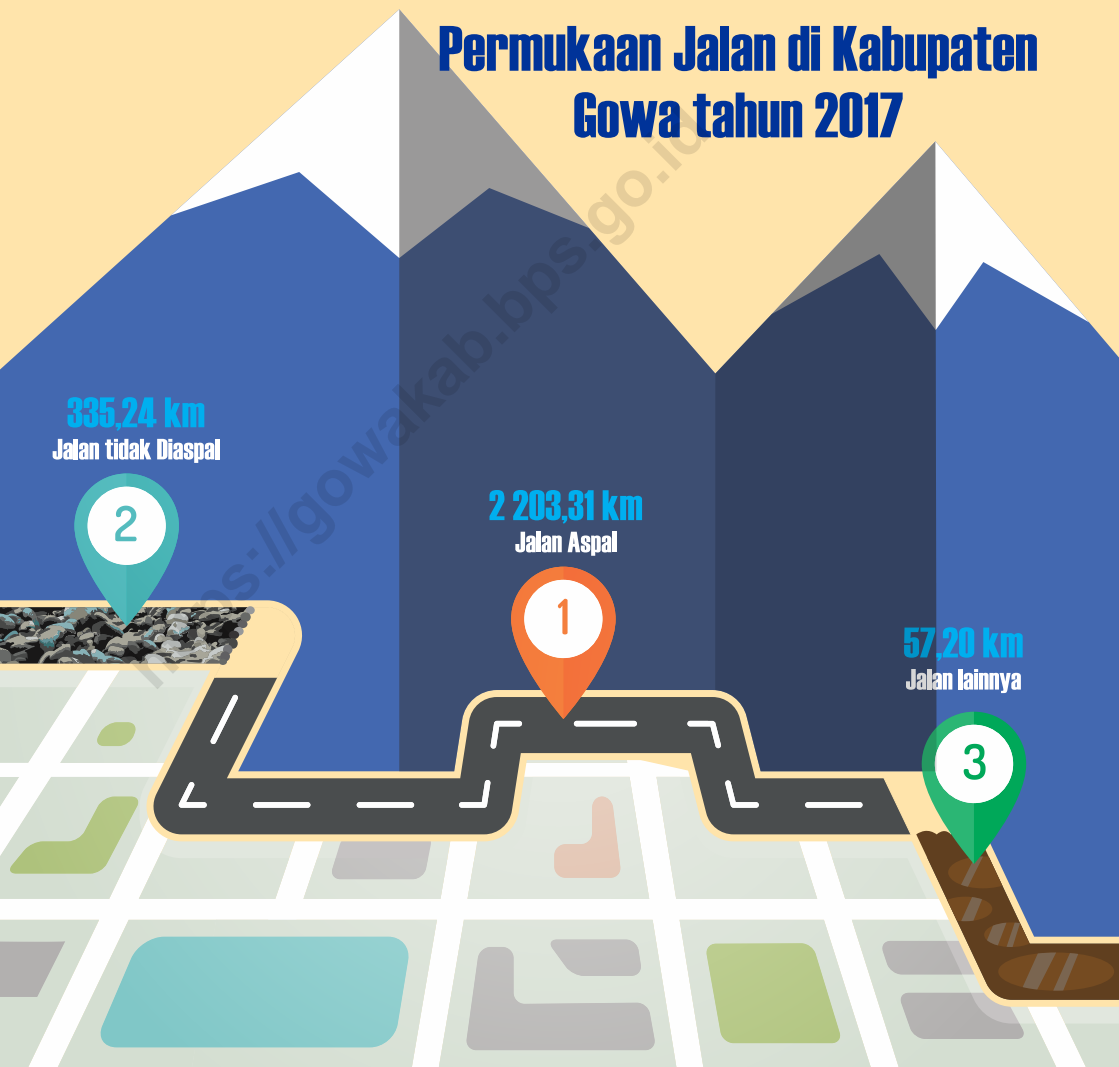 Permukaan Jalan di Kabupaten
Gowa tahun 2017
335,24 km
Jalan tidak Diaspal
2
2 203,31 km
Jalan Aspal
1
57,20 km
Jalan lainnya
3
https://gowakab.bps.go.id